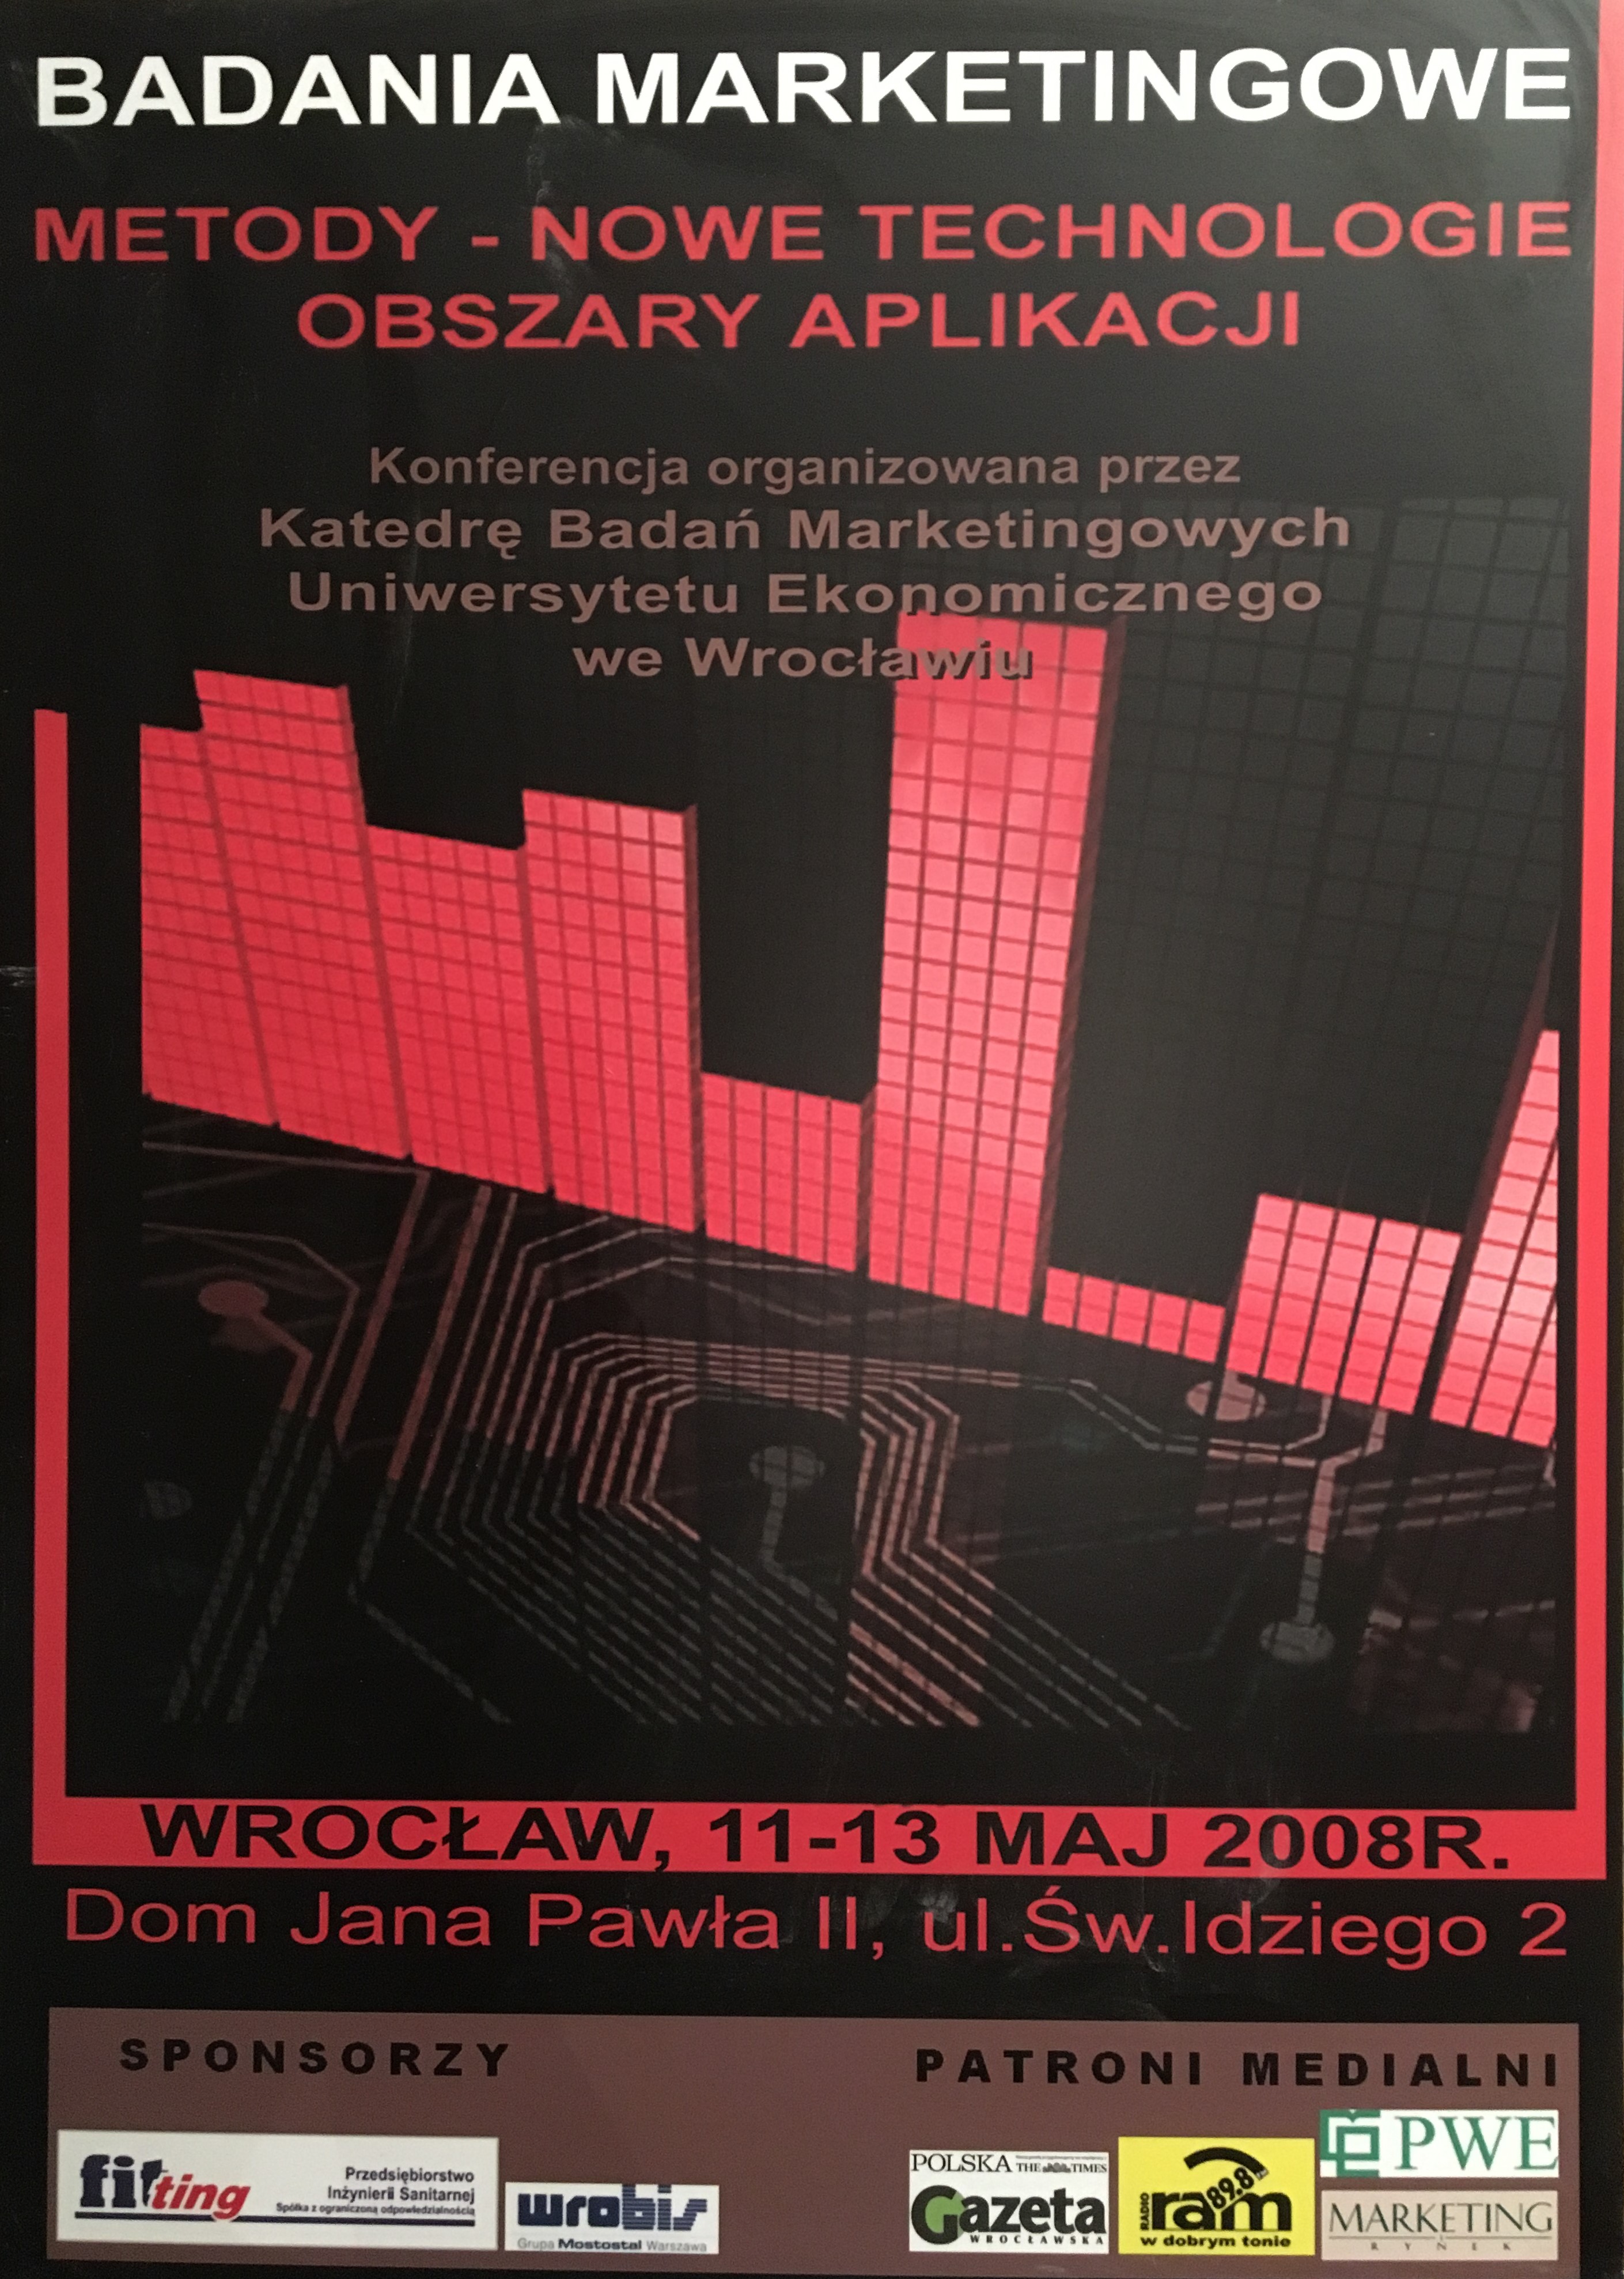 BADANIA MARKETINGOWE
METODY - NOWE TECHNOLOGIE
OBSZARY APLIKACJI
Konferencja organizowana przez
Katedrę Badań Marketingowych
Uniwersytetu Ekonomicznego
we Wrocławiu
WROCŁAW, 11-13 MAJ 2008R.
Dom Jana Pawła II, ul.Św.Idziego 2
SPONSORZY
PATRONI MEDIALNI
fitting
Przedsiębiorstwo
Inżynierii Sanitarnej
Spółka z ograniczoną odpowiedzialnością
wrobis
Grupa Mostostal Warszawa
POLSKA THE TIMES
Gazeta
WROCŁAWSKA
RADIO ram 89.8 FM
w dobrym tonie
PWE
MARKETING
I
RYNEK